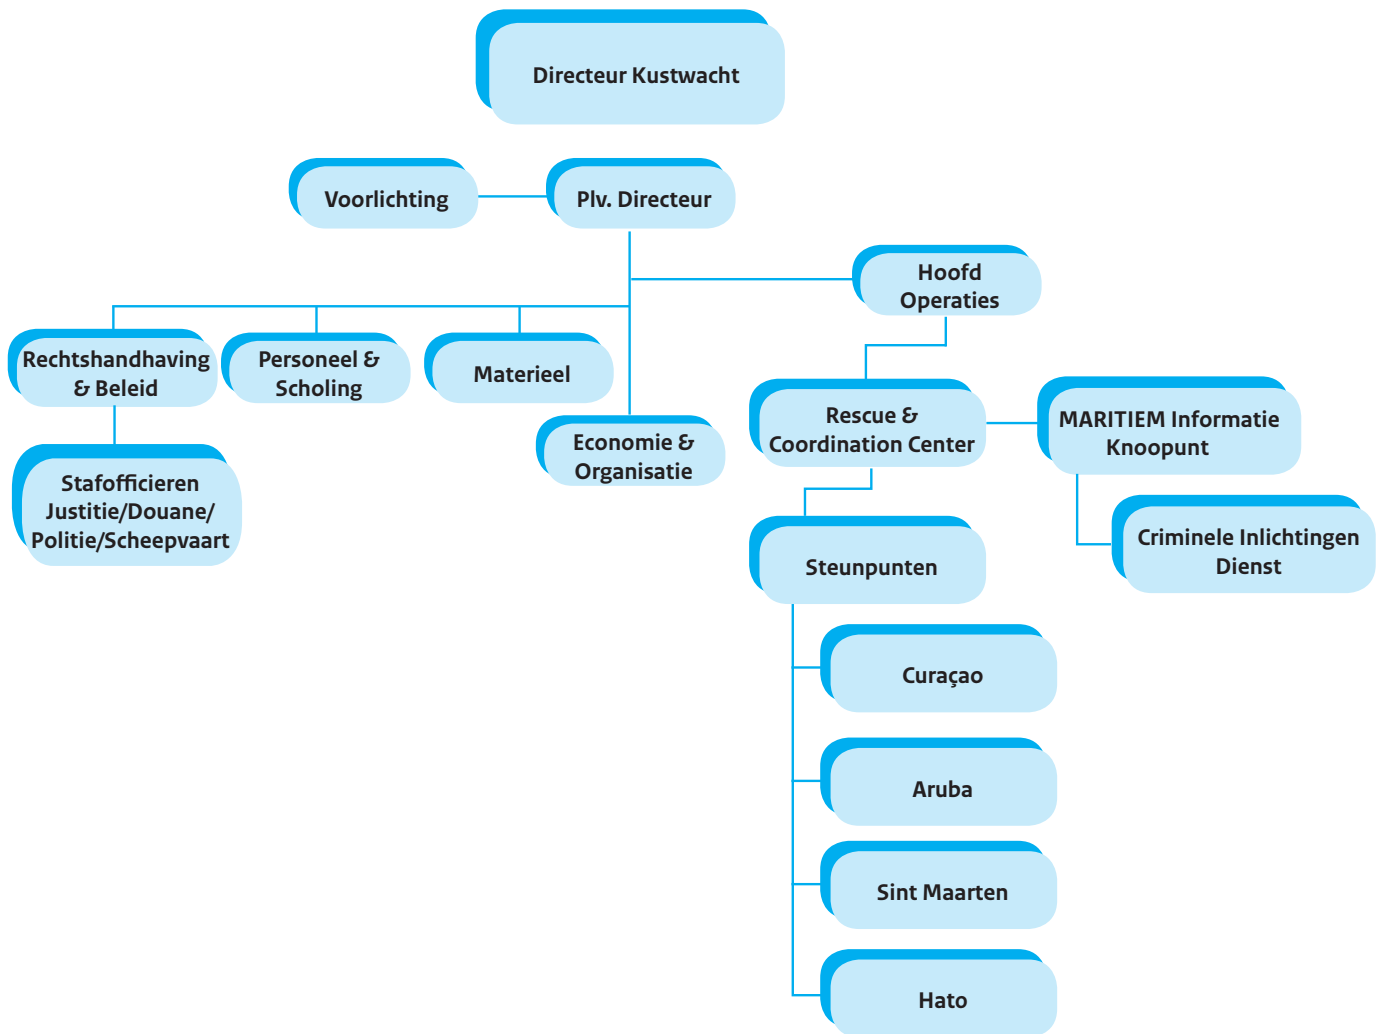 Directeur Kustwacht
Voorlichting
Plv. Directeur
Hoofd
Operaties
Rechtshandhaving
& Beleid
Personeel &
Scholing
Materieel
Economie &
Organisatie
Rescue &
Coordination Center
MARITIEM Informatie
Knoopunt
Stafofficieren
Justitie/Douane/
Politie/Scheepvaart
Criminele Inlichtingen
Dienst
Steunpunten
Curaçao
Aruba
Sint Maarten
Hato